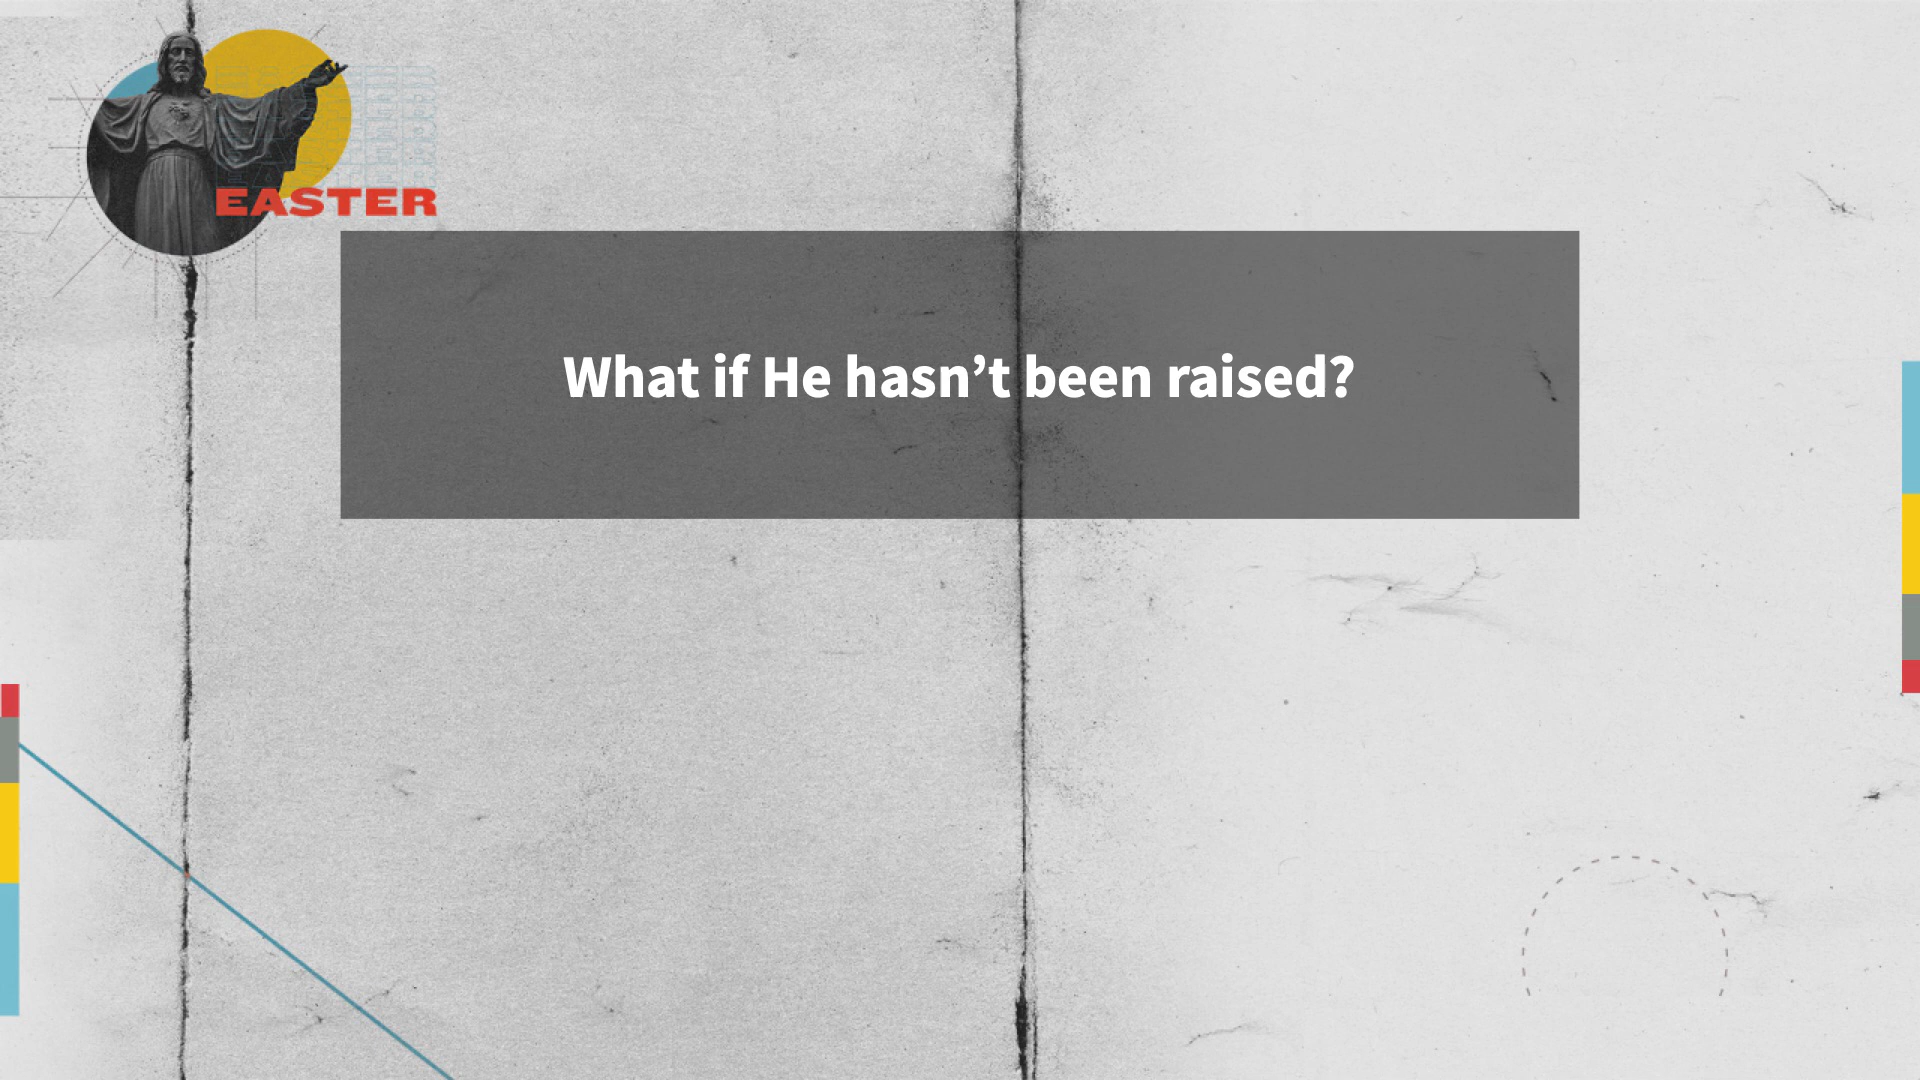 EASTER
What if He hasn’t been raised?